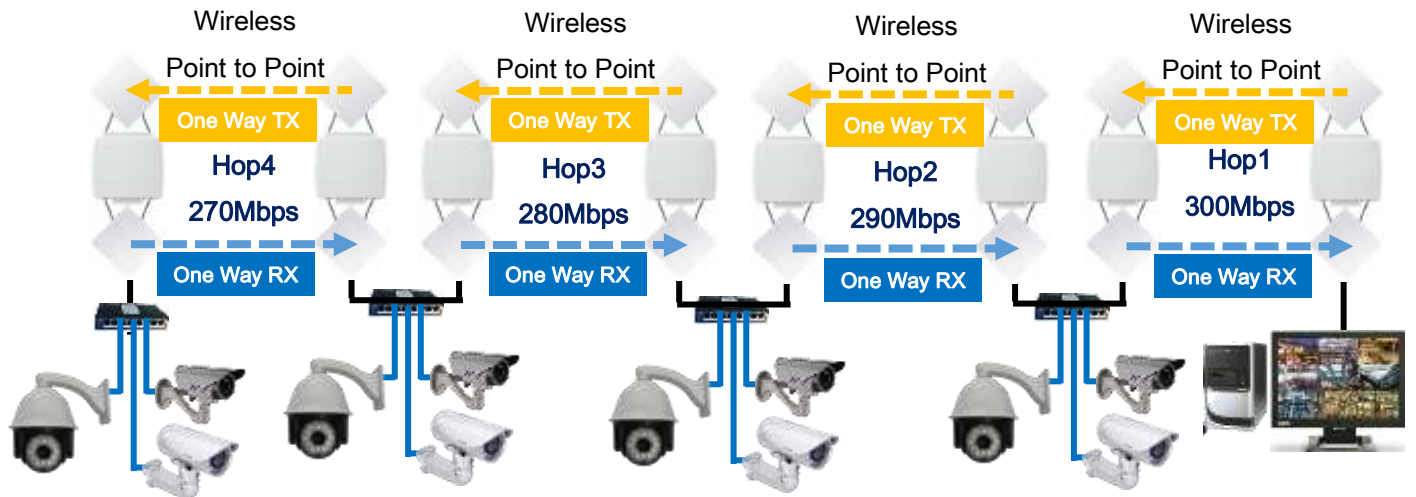 Wireless
Point to Point
One Way TX
Hop4
270Mbps
One Way RX
Wireless
Point to Point
One Way TX
Hop3
280Mbps
One Way RX
Wireless
Point to Point
One Way TX
Hop2
290Mbps
One Way RX
Wireless
Point to Point
One Way TX
Hop1
300Mbps
One Way RX